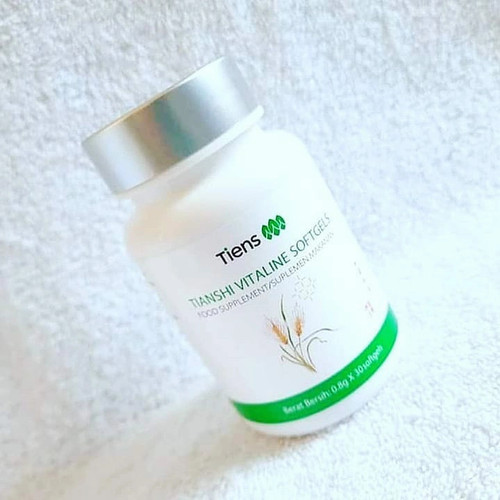 Tiens
TIANSHI VITALINE SOFTGELS
FOOD SUPPLEMENT/SUPLEMEN MAKANAN
Berat Bersih: 0.8g X 30softgels